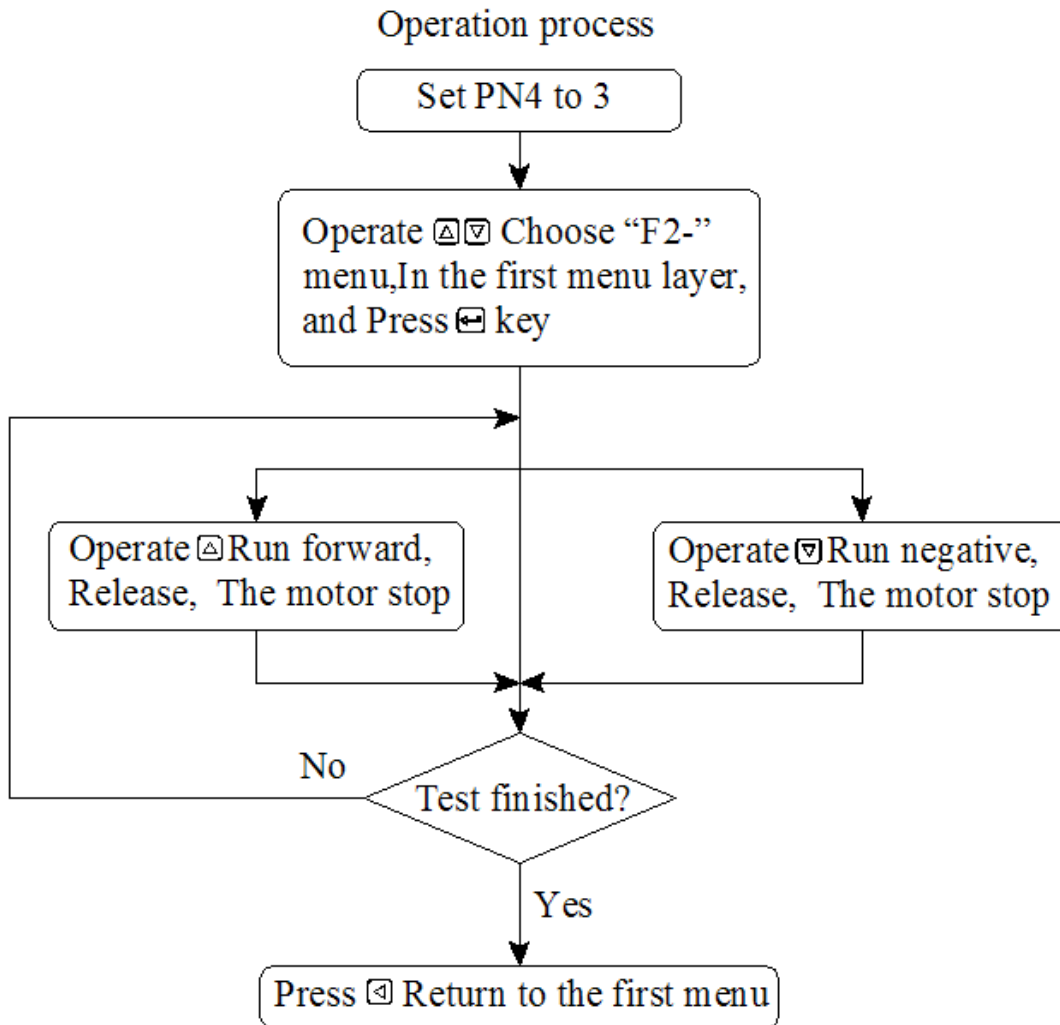 Operation process
Set PN4 to 3
Operate △ ▽ Choose “F2-”
menu,In the first menu layer,
and Press ↵ key
Operate △ Run forward,
Release, The motor stop
Operate ▽ Run negative,
Release, The motor stop
No
Test finished?
Yes
Press ◁ Return to the first menu